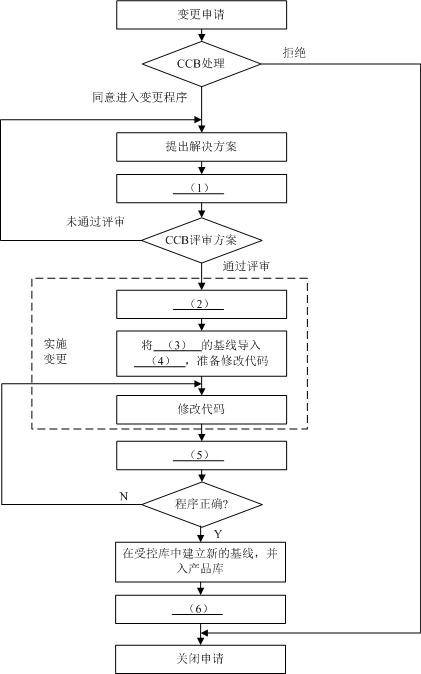 变更申请
CCB处理
拒绝
同意进入变更程序
提出解决方案
（1）
未通过评审
CCB评审方案
通过评审
（2）
实施
变更
将（3）的基线导入
（4），准备修改代码
修改代码
（5）
N
程序正确?
Y
在受控库中建立新的基线，并
入产品库
（6）
关闭申请